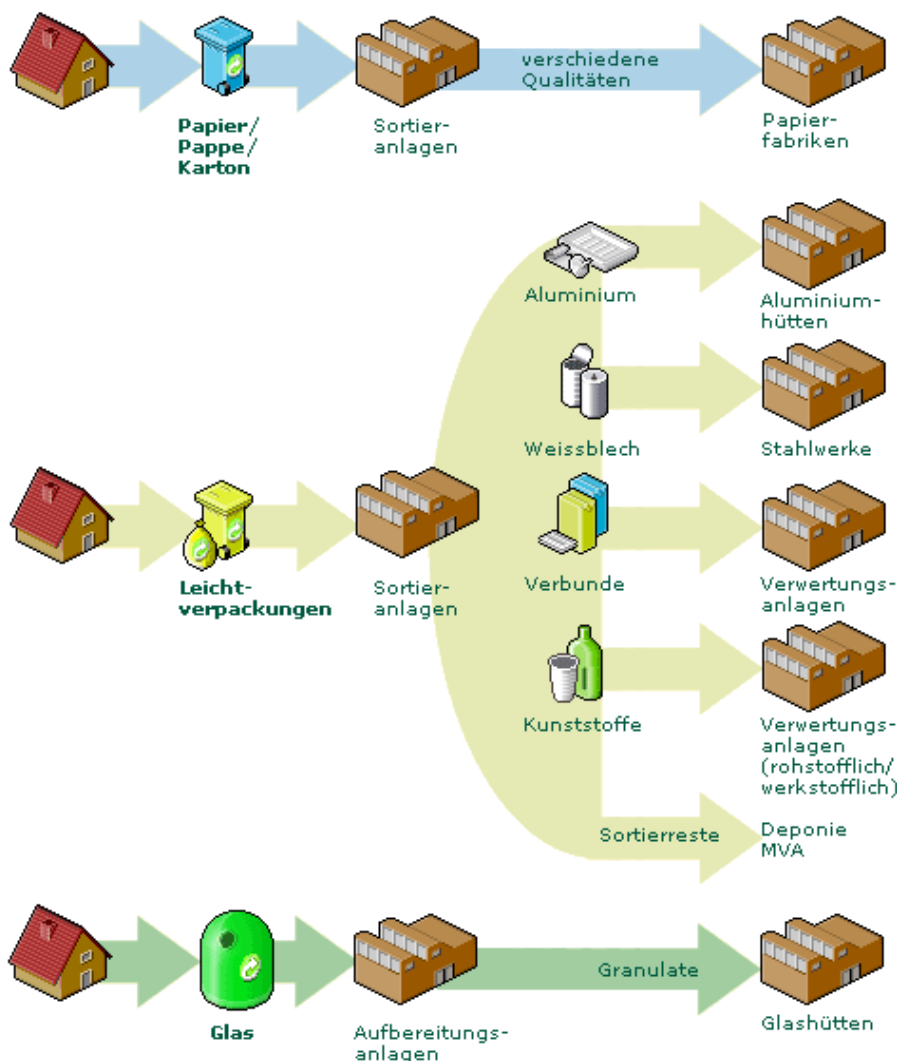 verschiedene
Qualitäten
Papier/
Pappe/
Karton
Sortier-
anlagen
Papier-
fabriken
Aluminium
Aluminium-
hütten
Weissblech
Stahlwerke
Leicht-
verpackungen
Sortier-
anlagen
Verbunde
Verwertungs-
anlagen
Kunststoffe
Verwertungs-
anlagen
(rohstofflich/
werkstofflich)
Sortierreste
Deponie
MVA
Granulate
Glas
Aufbereitungs-
anlagen
Glashütten